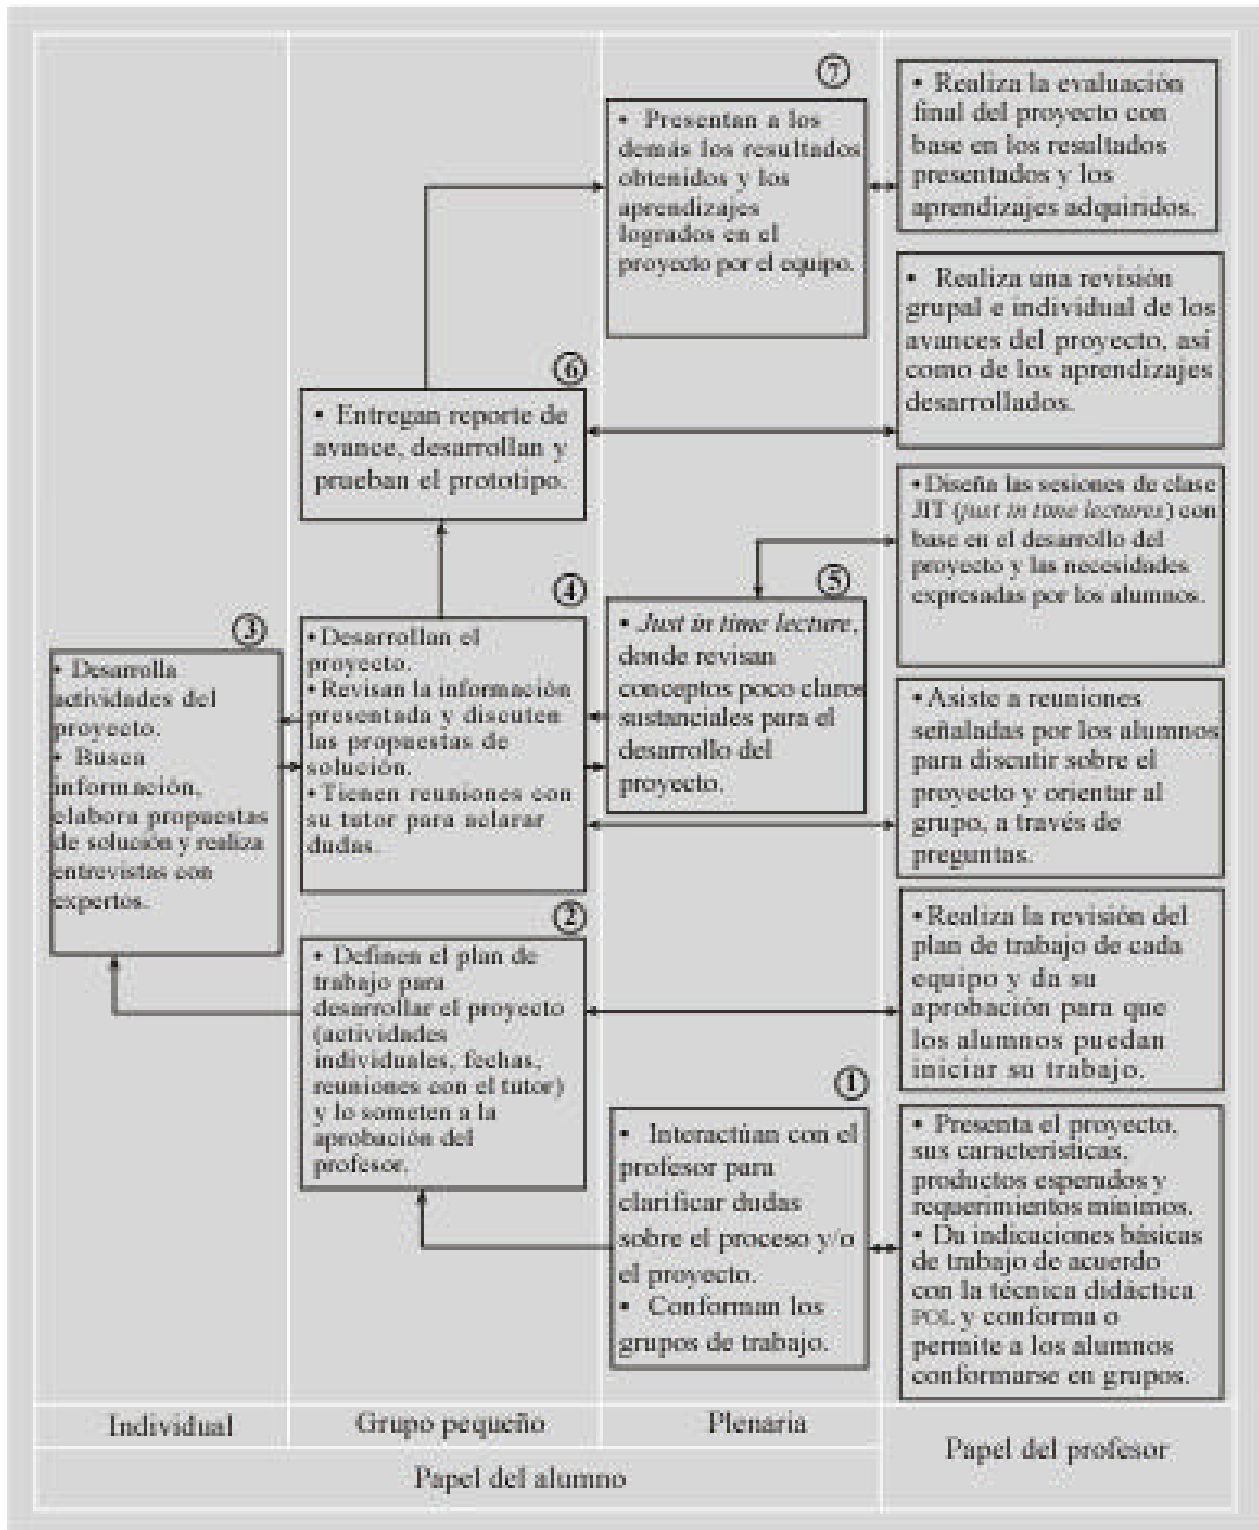 ⑦
• Presentan a los
demás los resultados
obtenidos y los
aprendizajes
logrados en el
proyecto por el equipo.
• Realiza la evaluación
final del proyecto con
base en los resultados
presentados y los
aprendizajes adquiridos.
• Realiza una revisión
grupal e individual de los
avances del proyecto, así
como de los aprendizajes
desarrollados.
⑥
• Entregan reporte de
avance, desarrollan y
prueban el prototipo.
• Diseña las sesiones de clase
JIT (just in time lectures) con
base en el desarrollo del
proyecto y las necesidades
expresadas por los alumnos.
⑤
• Just in time lecture,
donde revisan
conceptos poco claros
sustanciales para el
desarrollo del
proyecto.
④
• Desarrollan el
proyecto.
• Revisan la información
presentada y discuten
las propuestas de
solución.
• Tienen reuniones con
su tutor para aclarar
dudas.
③
• Desarrolla
actividades del
proyecto.
• Busca
información,
elabora propuestas
de solución y realiza
entrevistas con
expertos.
• Asiste a reuniones
señaladas por los alumnos
para discutir sobre el
proyecto y orientar al
grupo, a través de
preguntas.
②
• Definen el plan de
trabajo para
desarrollar el proyecto
(actividades
individuales, fechas,
reuniones con el tutor)
y lo someten a la
aprobación del
profesor.
• Realiza la revisión del
plan de trabajo de cada
equipo y da su
aprobación para que
los alumnos puedan
iniciar su trabajo.
①
• Interactúan con el
profesor para
clarificar dudas
sobre el proceso y/o
el proyecto.
• Conforman los
grupos de trabajo.
• Presenta el proyecto,
sus características,
productos esperados y
requerimientos mínimos.
• Da indicaciones básicas
de trabajo de acuerdo
con la técnica didáctica
POL y conforma o
permite a los alumnos
conformarse en grupos.
Individual
Grupo pequeño
Plenaria
Papel del profesor
Papel del alumno